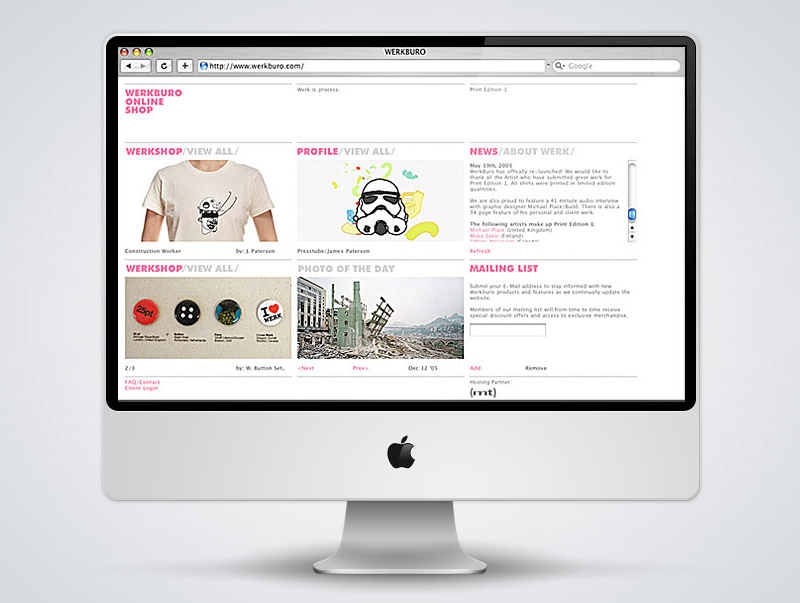 WERKBURO
http://www.werkburo.com/
Google
WERKBURO
ONLINE
SHOP
Werk is process.
Print Edition 1
WERKSHOP/VIEW ALL/
PROFILE/VIEW ALL/
NEWS/ABOUT WERK/
May 19th, 2005
WerkBuro has offically re-launched! We would like to
thank all the Artist who have submitted great work for
Print Edition 1. All shirts were printed in limited edition
quantities.
We are also proud to feature a 41 minute audio interview
with graphic designer Michael Place/Build. There is also a
34 page feature of his personal and client work.
The following artists make up Print Edition 1:
Michael Place (United Kingdom)
(Finland)
(Canada)
Refresh
Construction Worker
by: J. Paterson
Presstube/James Paterson
WERKSHOP/VIEW ALL/
PHOTO OF THE DAY
MAILING LIST
25pt
I
WERK
Submit your E-Mail address to stay informed with new
Werkburo products and features as we continually update the
website.
Members of our mailing list will from time to time receive
special discount offers and access to exclusive merchandise.
2/3
by: W. Button Set,
<Next
Prev>
Dec 12 '05
Add
Remove
FAQ/Contact
Client Login
Hosting Partner:
(mt)